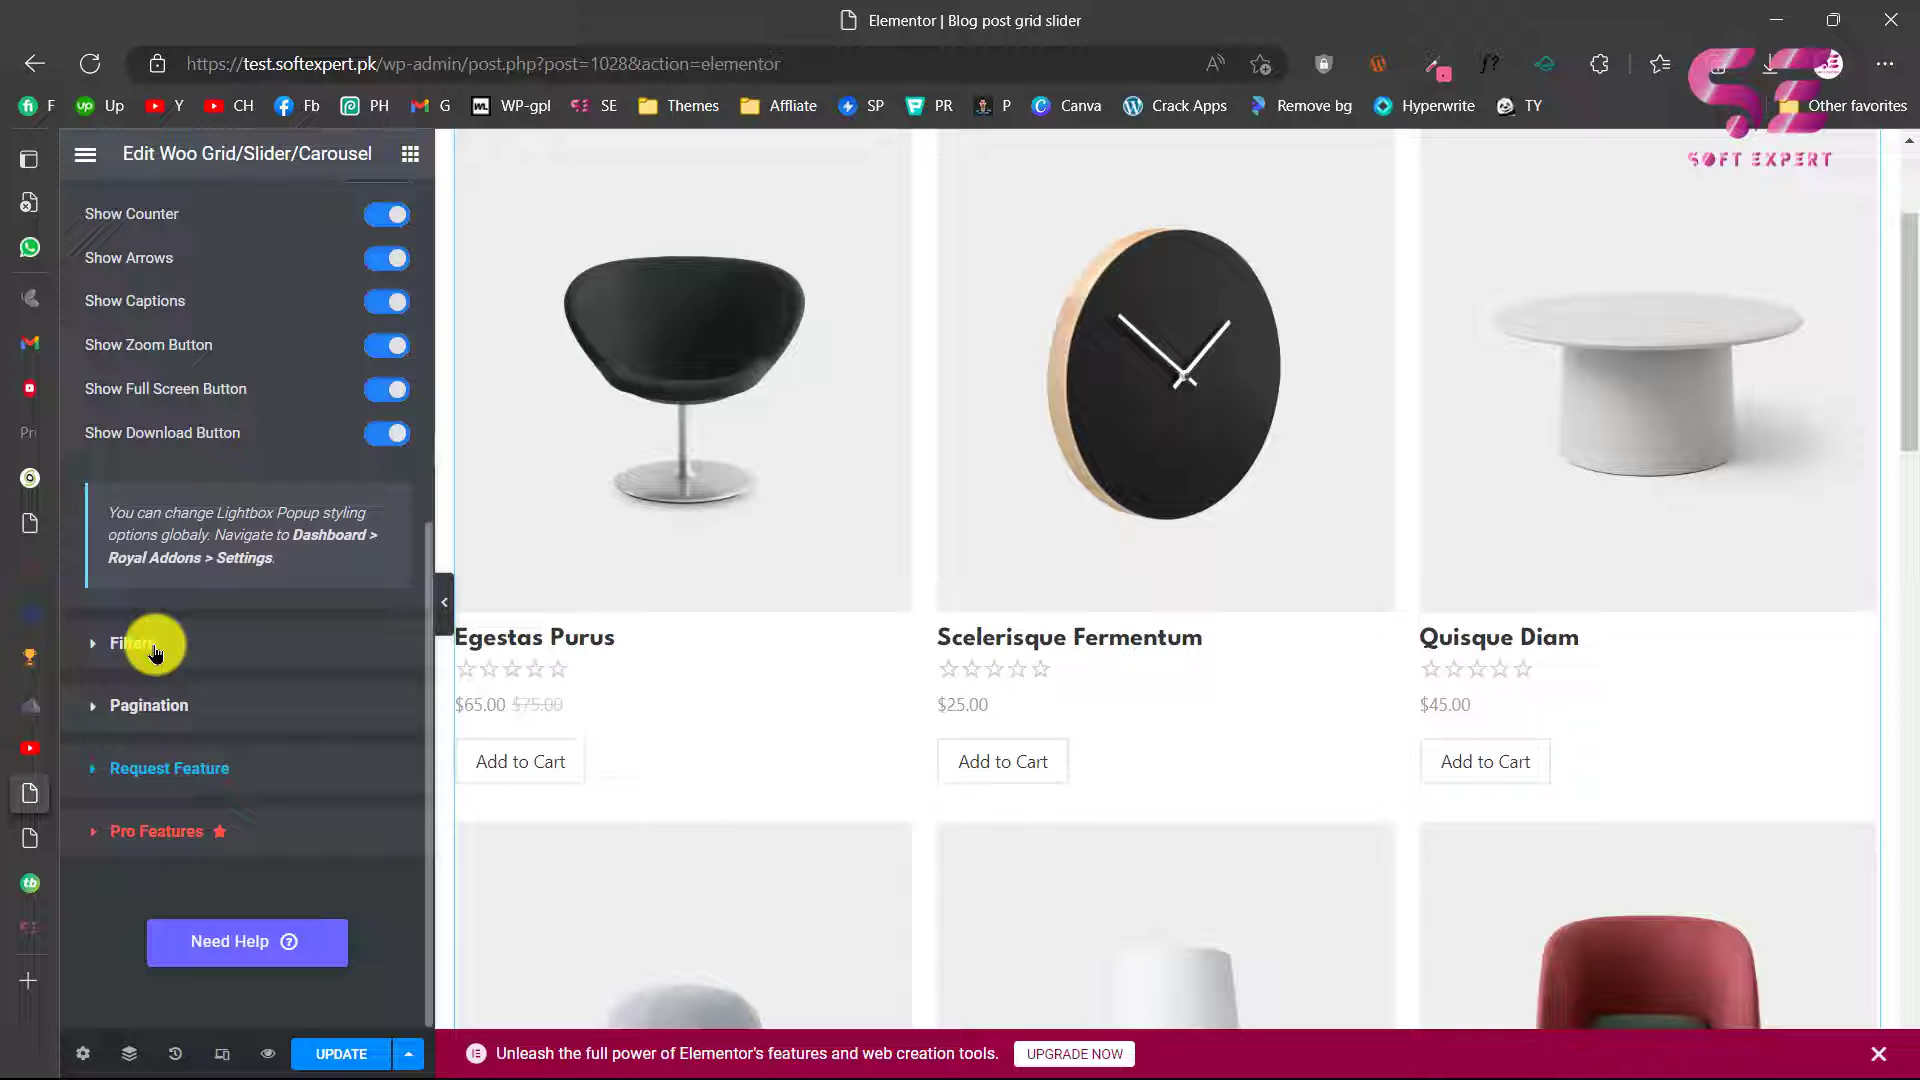 Elementor | Blog post grid slider
https://test.softexpert.pk/wp-admin/post.php?post=1028&action=elementor
F Up Y CH Fb PH G WP-gpl SE Themes Affliate SP PR P Canva Crack Apps Remove bg Hyperwrite TY Other favorites
SOFT EXPERT
Edit Woo Grid/Slider/Carousel
Show Counter
Show Arrows
Show Captions
Show Zoom Button
Show Full Screen Button
Show Download Button
You can change Lightbox Popup styling
options globaly. Navigate to Dashboard >
Royal Addons > Settings.
Filters
Pagination
Request Feature
Pro Features
Need Help
UPDATE
Egestas Purus
$65.00 $75.00
Add to Cart
Scelerisque Fermentum
$25.00
Add to Cart
Quisque Diam
$45.00
Add to Cart
Unleash the full power of Elementor's features and web creation tools. UPGRADE NOW